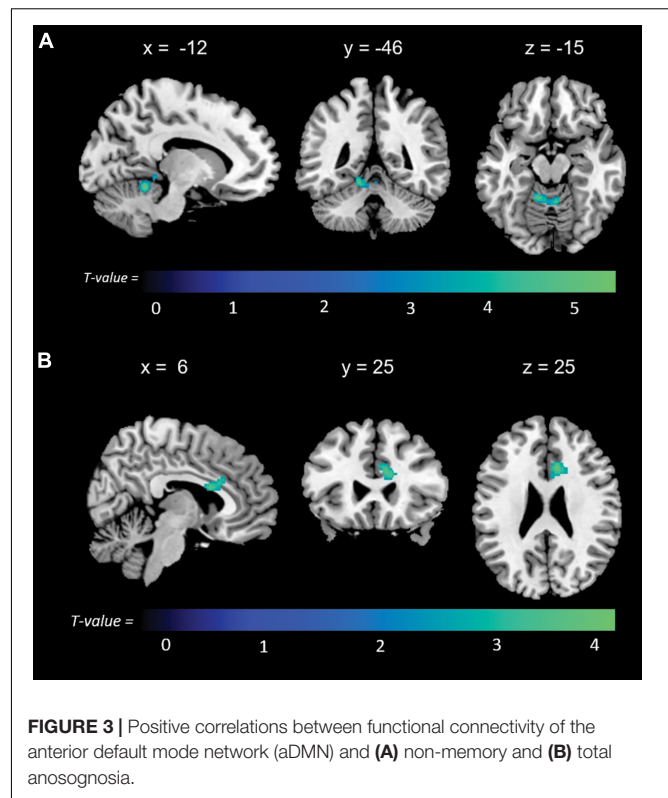 A
x = -12 y = -46 z = -15
T-value =
0 1 2 3 4 5
B
x = 6 y = 25 z = 25
T-value =
0 1 2 3 4
FIGURE 3 | Positive correlations between functional connectivity of the
anterior default mode network (aDMN) and (A) non-memory and (B) total
anosognosia.